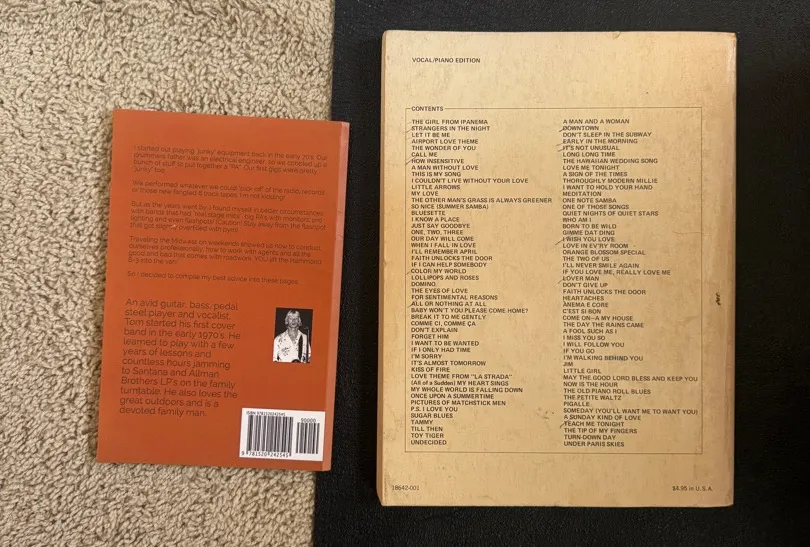 I started out playing "junky" equipment back in the early 70's. Our
drummers father was an electrical engineer, so we cobbled up a
bunch of stuff to put together a "PA". Our first gigs were pretty
"junky" too.
We performed whatever we could "pick off" of the radio, records
or those new fangled 8 track tapes. I'm not kidding!
But as the years went by I found myself in better circumstances
with bands that had "real stage mics", big PA's with monitors and
lighting and even flashpots! (Caution! Stay away from the flashpot
that got slightly overfilled with pyro)
Traveling the Midwest on weekends showed us how to conduct
ourselves professionally, how to work with agents and all the
good and bad that comes with roadwork. YOU lift the Hammond
B-3 into the van!
So I decided to compile my best advice into these pages.
An avid guitar, bass, pedal
steel player and vocalist,
Tom started his first cover
band in the early 1970's. He
learned to play with a few
years of lessons and
countless hours jamming
to Santana and Allman
Brothers LP's on the family
turntable. He also loves the
great outdoors and is a
devoted family man.
ISBN 9781520242545
90000
9 781520 242545
VOCAL/PIANO EDITION
CONTENTS
THE GIRL FROM IPANEMA
STRANGERS IN THE NIGHT
LET IT BE ME
AIRPORT LOVE THEME
THE WONDER OF YOU
CALL ME
HOW INSENSITIVE
A MAN WITHOUT LOVE
THIS IS MY SONG
I COULDN'T LIVE WITHOUT YOUR LOVE
LITTLE ARROWS
MY LOVE
THE OTHER MAN'S GRASS IS ALWAYS GREENER
SO NICE (SUMMER SAMBA)
BLUESETTE
I KNOW A PLACE
JUST SAY GOODBYE
ONE, TWO, THREE
OUR DAY WILL COME
WHEN I FALL IN LOVE
I'LL REMEMBER APRIL
FAITH UNLOCKS THE DOOR
IF I CAN HELP SOMEBODY
COLOR MY WORLD
LOLLIPOPS AND ROSES
DOMINO
THE EYES OF LOVE
FOR SENTIMENTAL REASONS
ALL OR NOTHING AT ALL
BABY WON'T YOU PLEASE COME HOME?
BREAK IT TO ME GENTLY
COMME CI, COMME ÇA
DON'T EXPLAIN
FORGET HIM
I WANT TO BE WANTED
IF I ONLY HAD TIME
I'M SORRY
IT'S ALMOST TOMORROW
KISS OF FIRE
LOVE THEME FROM "LA STRADA"
(All of a Sudden) MY HEART SINGS
MY WHOLE WORLD IS FALLING DOWN
ONCE UPON A SUMMERTIME
PICTURES OF MATCHSTICK MEN
P.S. I LOVE YOU
SUGAR BLUES
TAMMY
TILL THEN
TOY TIGER
UNDECIDED
A MAN AND A WOMAN
DOWNTOWN
DON'T SLEEP IN THE SUBWAY
EARLY IN THE MORNING
IT'S NOT UNUSUAL
LONG LONG TIME
THE HAWAIIAN WEDDING SONG
LOVE ME TONIGHT
A SIGN OF THE TIMES
THOROUGHLY MODERN MILLIE
I WANT TO HOLD YOUR HAND
MEDITATION
ONE NOTE SAMBA
ONE OF THOSE SONGS
QUIET NIGHTS OF QUIET STARS
WHO AM I
BORN TO BE WILD
GIMME DAT DING
I WISH YOU LOVE
LOVE IN EV'RY ROOM
ORANGE BLOSSOM SPECIAL
THE TWO OF US
I'LL NEVER SMILE AGAIN
IF YOU LOVE ME, REALLY LOVE ME
LOVER MAN
DON'T GIVE UP
FAITH UNLOCKS THE DOOR
HEARTACHES
ANEMA E CORE
C'EST SI BON
COME ON—A MY HOUSE
THE DAY THE RAINS CAME
A FOOL SUCH AS I
I MISS YOU SO
I WILL FOLLOW YOU
IF YOU GO
I'M WALKING BEHIND YOU
JIM
LITTLE GIRL
MAY THE GOOD LORD BLESS AND KEEP YOU
NOW IS THE HOUR
THE OLD PIANO ROLL BLUES
THE PETITE WALTZ
PIGALLE
SOMEDAY (YOU'LL WANT ME TO WANT YOU)
A SUNDAY KIND OF LOVE
TEACH ME TONIGHT
THE TIP OF MY FINGERS
TURN-DOWN DAY
UNDER PARIS SKIES
18642-001
$4.95 in U.S.A.